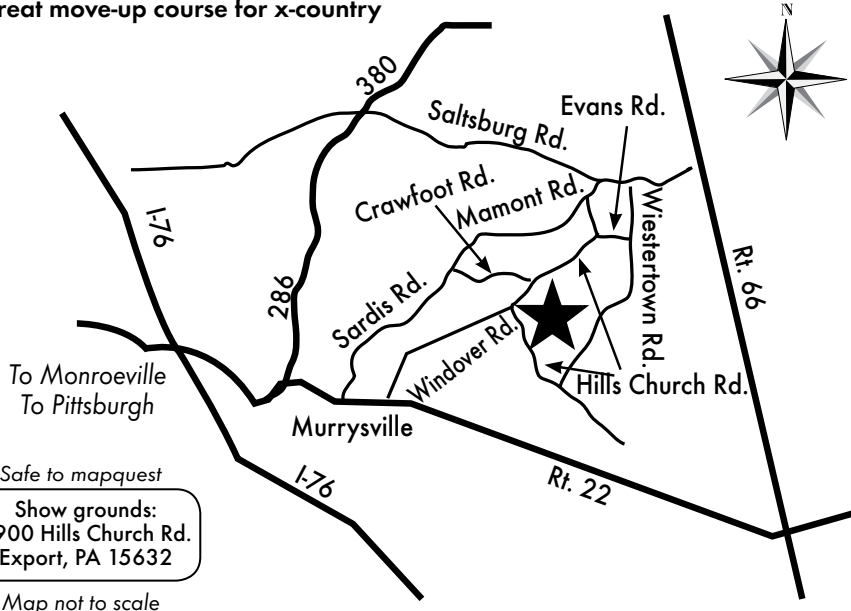 reat move-up course for x-country
N
380
Evans Rd.
Saltsburg Rd.
Crawfoot Rd.
Mamont Rd.
Wiestertown Rd.
I-76
Rt. 66
286
Sardis Rd.
Windover Rd.
To Monroeville
To Pittsburgh
Hills Church Rd.
Murrysville
Safe to mapquest
I-76
Rt. 22
Show grounds:
900 Hills Church Rd.
Export, PA 15632
Map not to scale